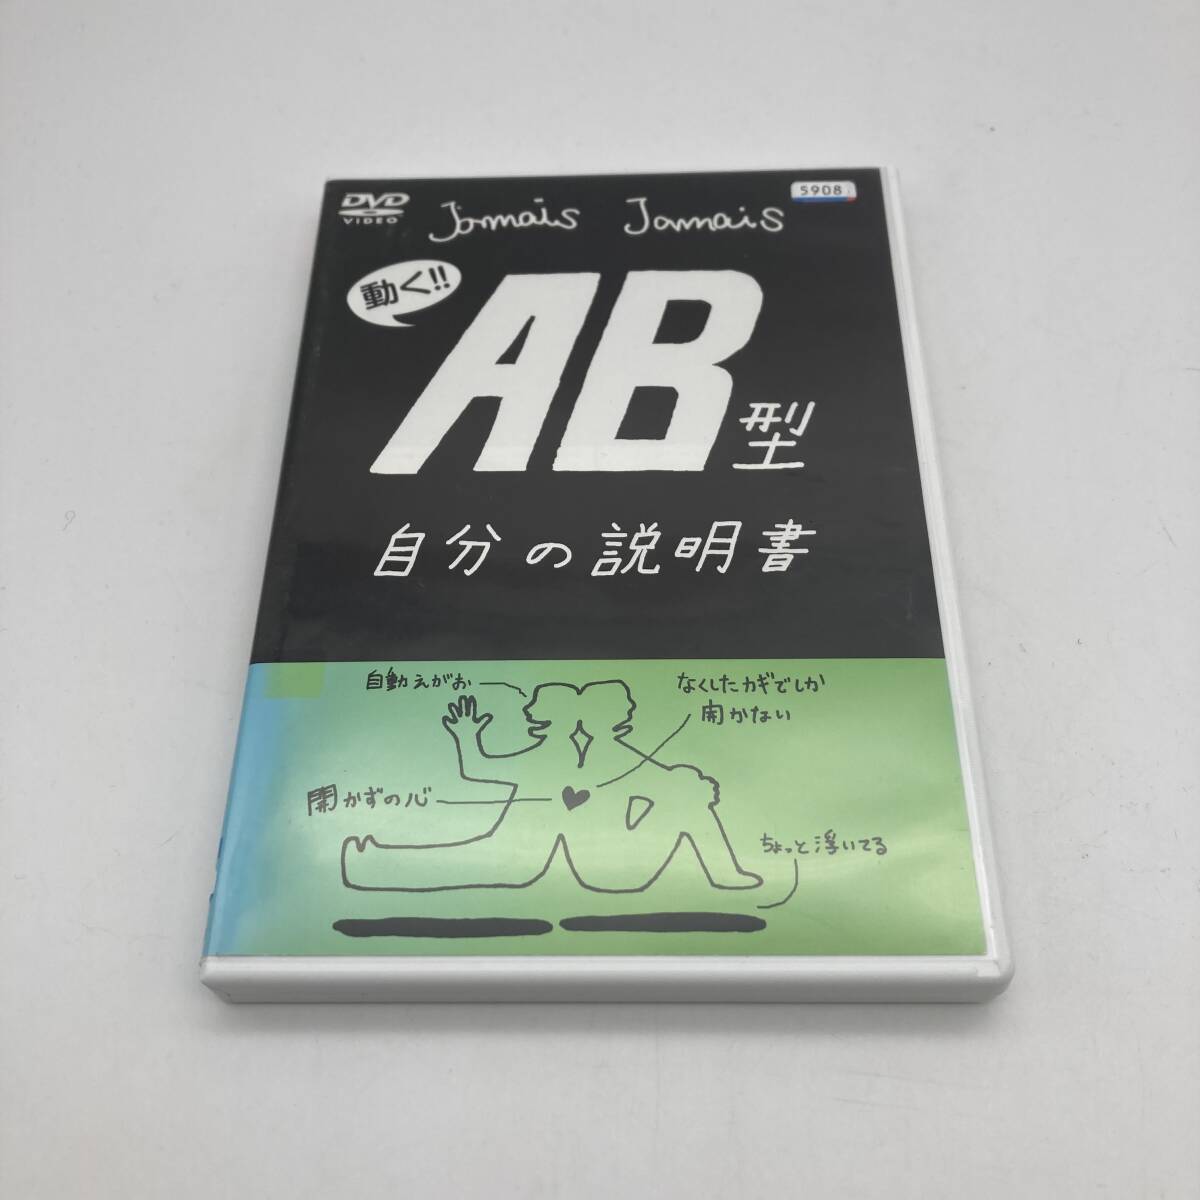 DVD
VIDEO
Jamais Jamais
5908
動く!!
AB型
自分の説明書
自動えがお
なくしたカギでしか
開かない
開かずの心
ちょっと浮いてる